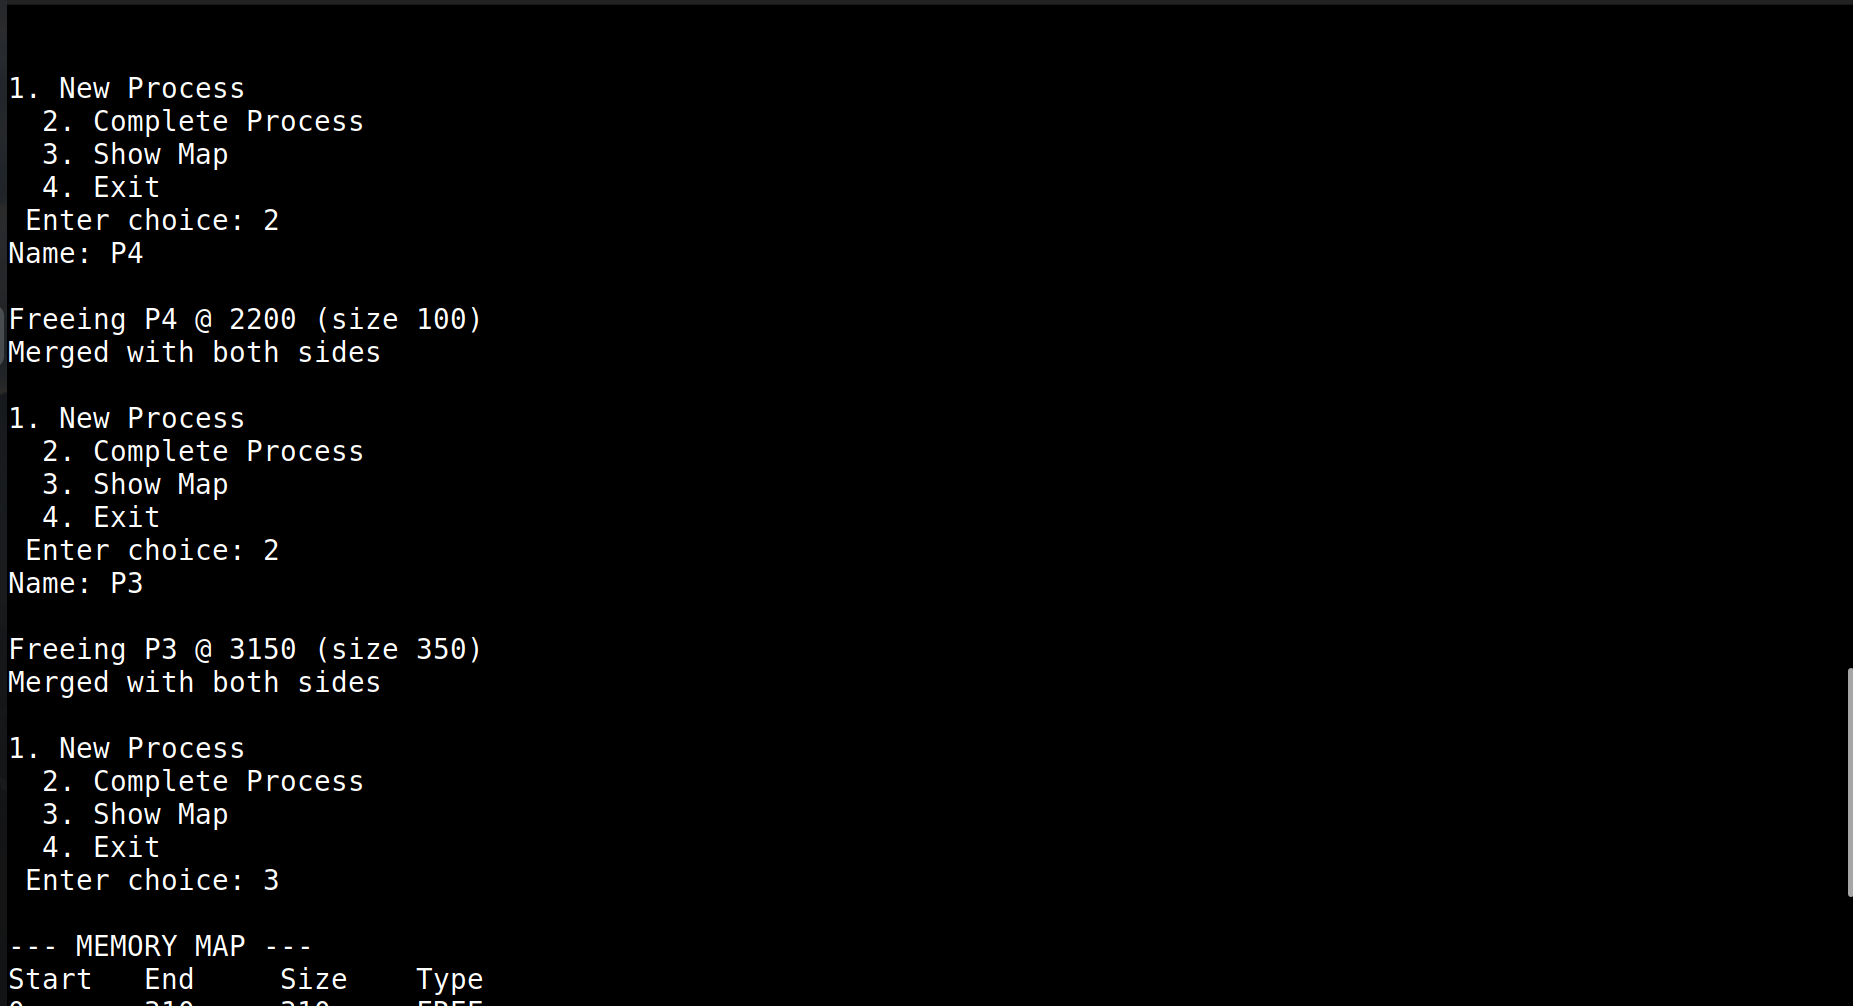 1. New Process
  2. Complete Process
  3. Show Map
  4. Exit
 Enter choice: 2
Name: P4

Freeing P4 @ 2200 (size 100)
Merged with both sides

1. New Process
  2. Complete Process
  3. Show Map
  4. Exit
 Enter choice: 2
Name: P3

Freeing P3 @ 3150 (size 350)
Merged with both sides

1. New Process
  2. Complete Process
  3. Show Map
  4. Exit
 Enter choice: 3

--- MEMORY MAP ---
Start   End     Size    Type